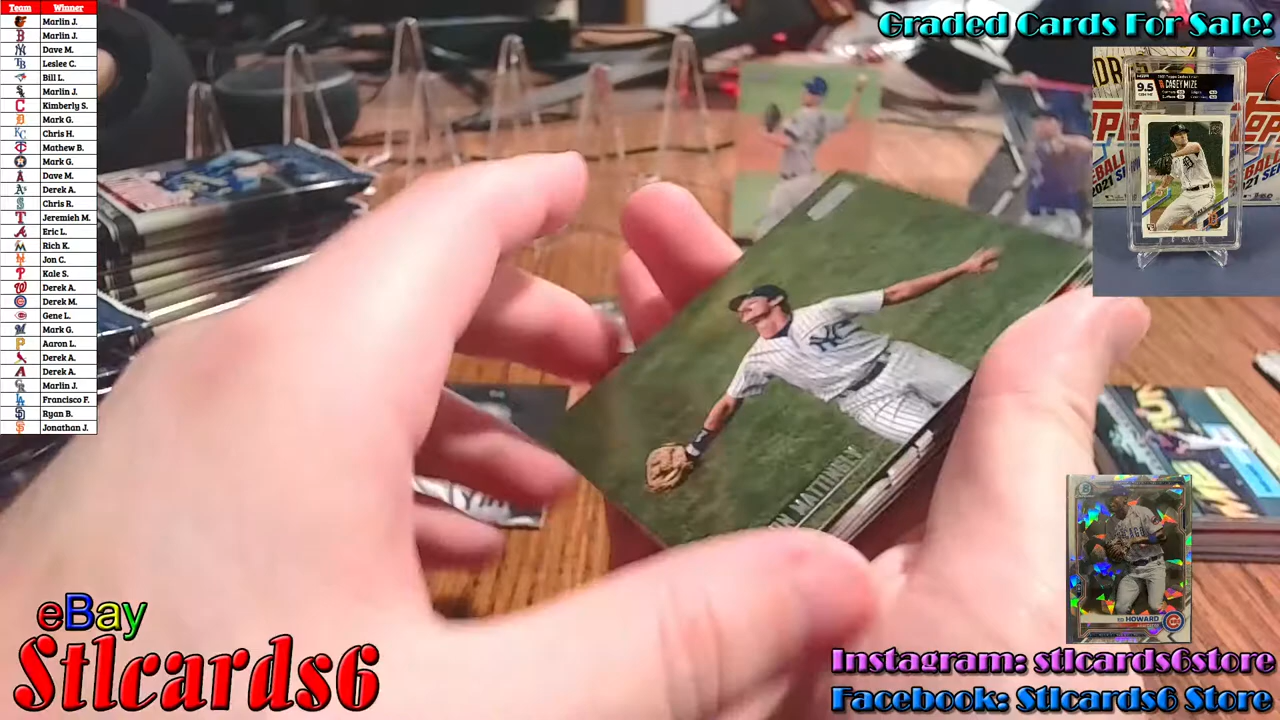 Team Winner
Marlin J.
Marlin J.
Dave M.
Leslee C.
Bill L.
Marlin J.
Kimberly S.
Mark G.
Chris H.
Mathew B.
Mark G.
Dave M.
Derek A.
Chris R.
Jeremieh M.
Eric L.
Rich K.
Jon C.
Kale S.
Derek A.
Derek M.
Gene L.
Mark G.
Aaron L.
Derek A.
Derek A.
Marlin J.
Francisco F.
Ryan B.
Jonathan J.
Graded Cards For Sale!
9.5
CASEY MIZE
MATTINGLY
HOWARD
eBay
Stlcards6
Instagram: stlcards6store
Facebook: Stlcards6 Store